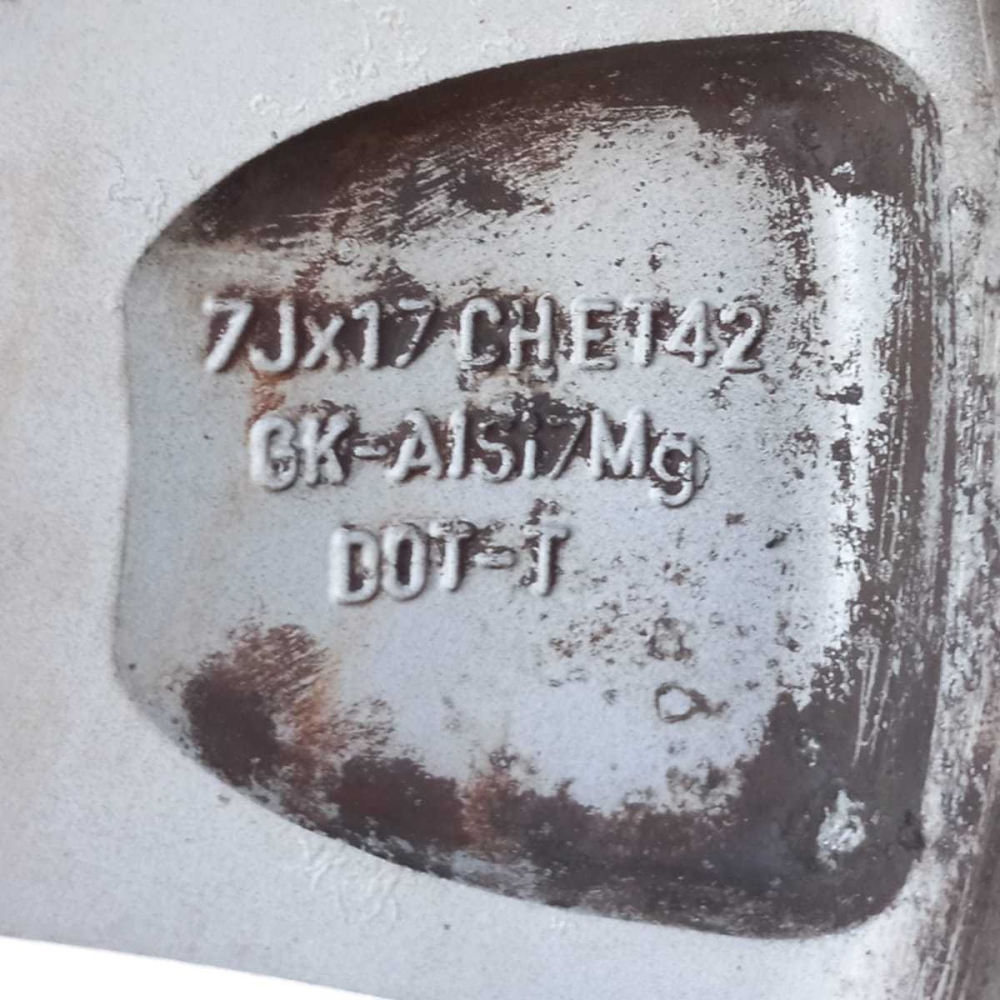 7Jx17 CH ET42
GK-AlSi7Mg
DOT-T